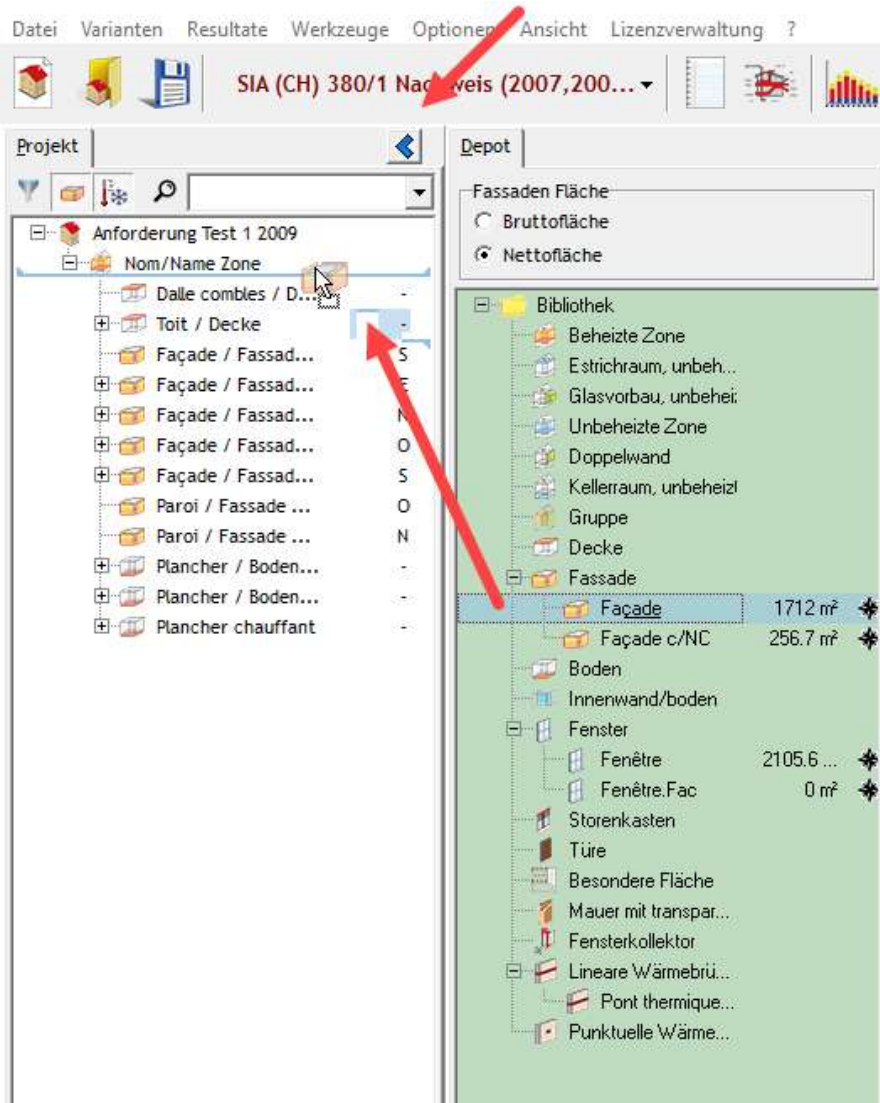 Datei Varianten Resultate Werkzeuge Optionen Ansicht Lizenzverwaltung ?
SIA (CH) 380/1 Nachweis (2007,200...
Projekt
Anforderung Test 1 2009
Nom/Name Zone
Dalle combles / D... -
Toit / Decke -
Façade / Fassad... S
Façade / Fassad... E
Façade / Fassad... N
Façade / Fassad... O
Façade / Fassad... S
Paroi / Fassade ... O
Paroi / Fassade ... N
Plancher / Boden... -
Plancher / Boden... -
Plancher chauffant -
Depot
Fassaden Fläche
Bruttofläche
Nettofläche
Bibliothek
Beheizte Zone
Estrichraum, unbeh...
Glasvorbau, unbehei
Unbeheizte Zone
Doppelwand
Kellerraum, unbeheizt
Gruppe
Decke
Fassade
Façade 1712 m²
Façade c/NC 256.7 m²
Boden
Innenwand/boden
Fenster
Fenêtre 2105.6 ...
Fenêtre.Fac 0 m²
Storenkasten
Türe
Besondere Fläche
Mauer mit transpar...
Fensterkollektor
Lineare Wärmebrü...
Pont thermique...
Punktuelle Wärme...